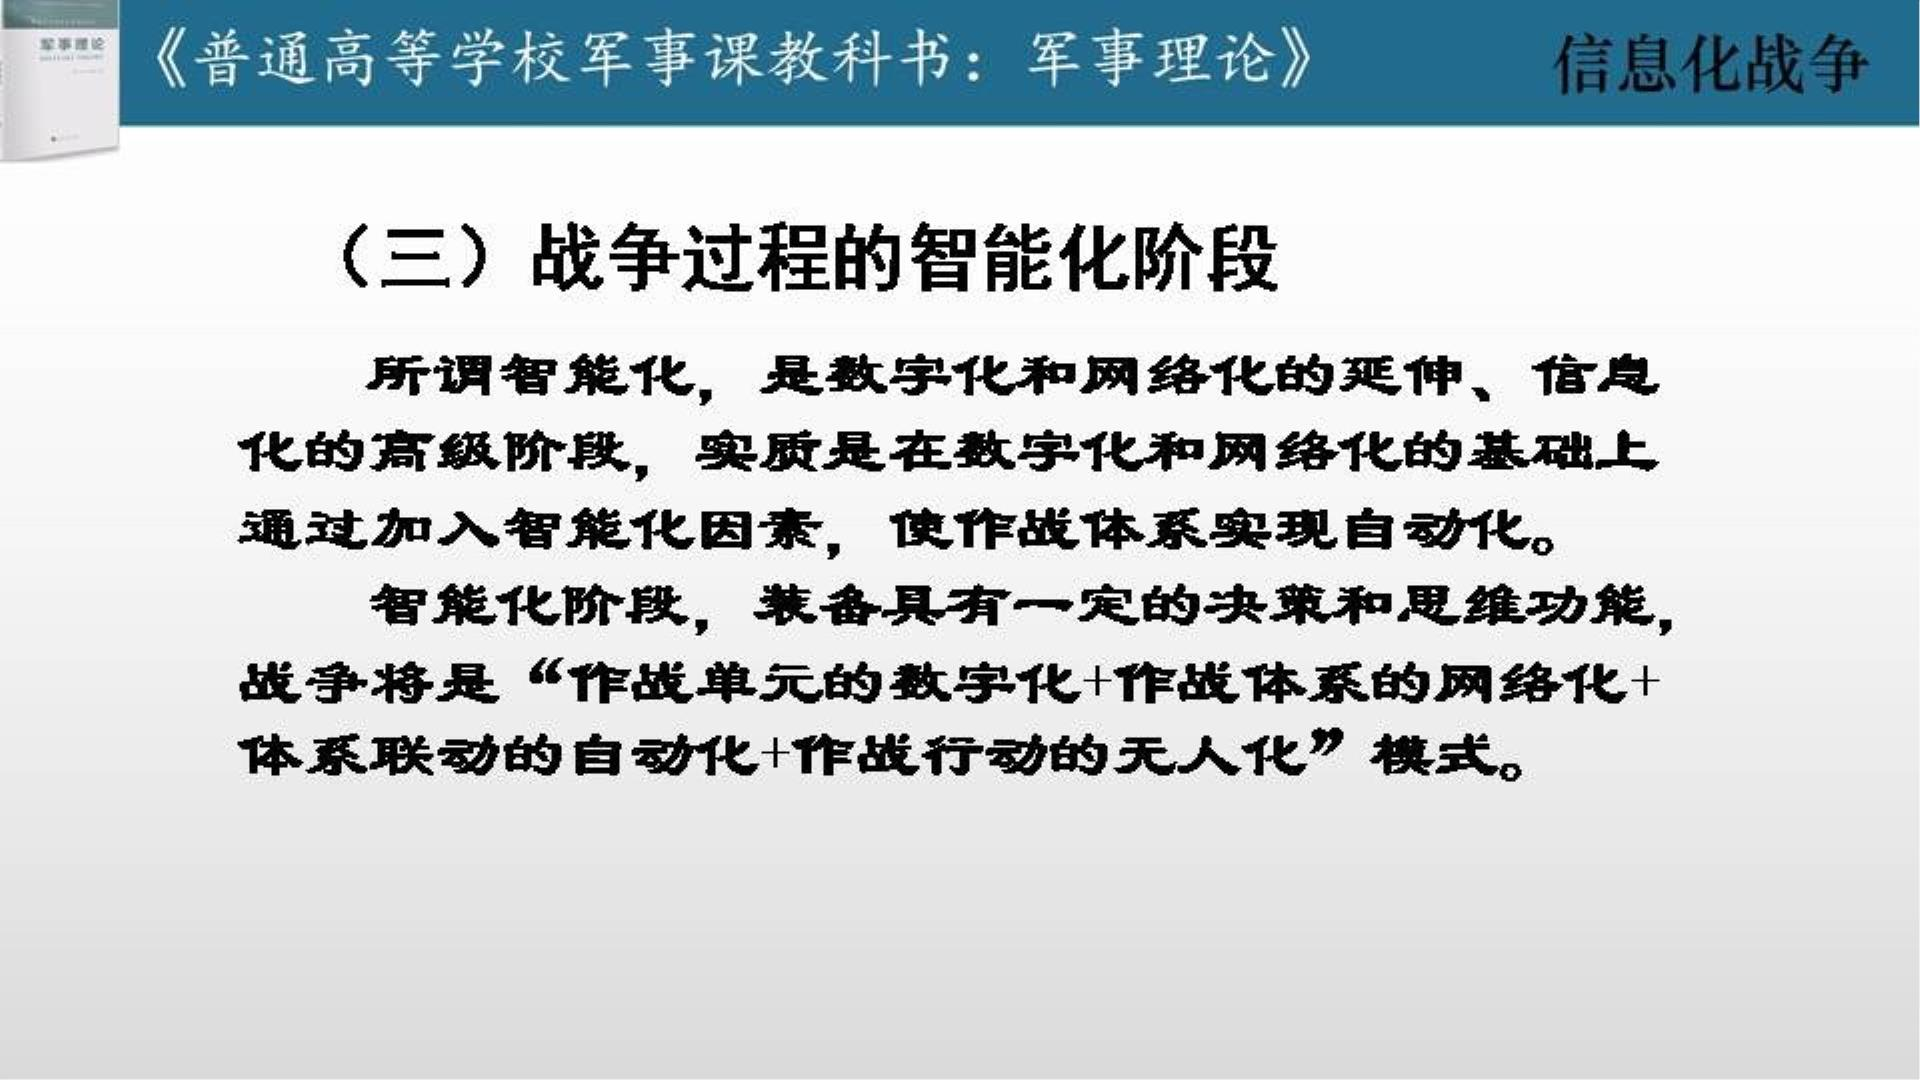 军事理论
《普通高等学校军事课教科书：军事理论》
信息化战争
（三）战争过程的智能化阶段
所谓智能化，是数字化和网络化的延伸、信息
化的高级阶段，实质是在数字化和网络化的基础上
通过加入智能化因素，使作战体系实现自动化。
智能化阶段，装备具有一定的决策和思维功能，
战争将是“作战单元的数字化+作战体系的网络化+
体系联动的自动化+作战行动的无人化”模式。